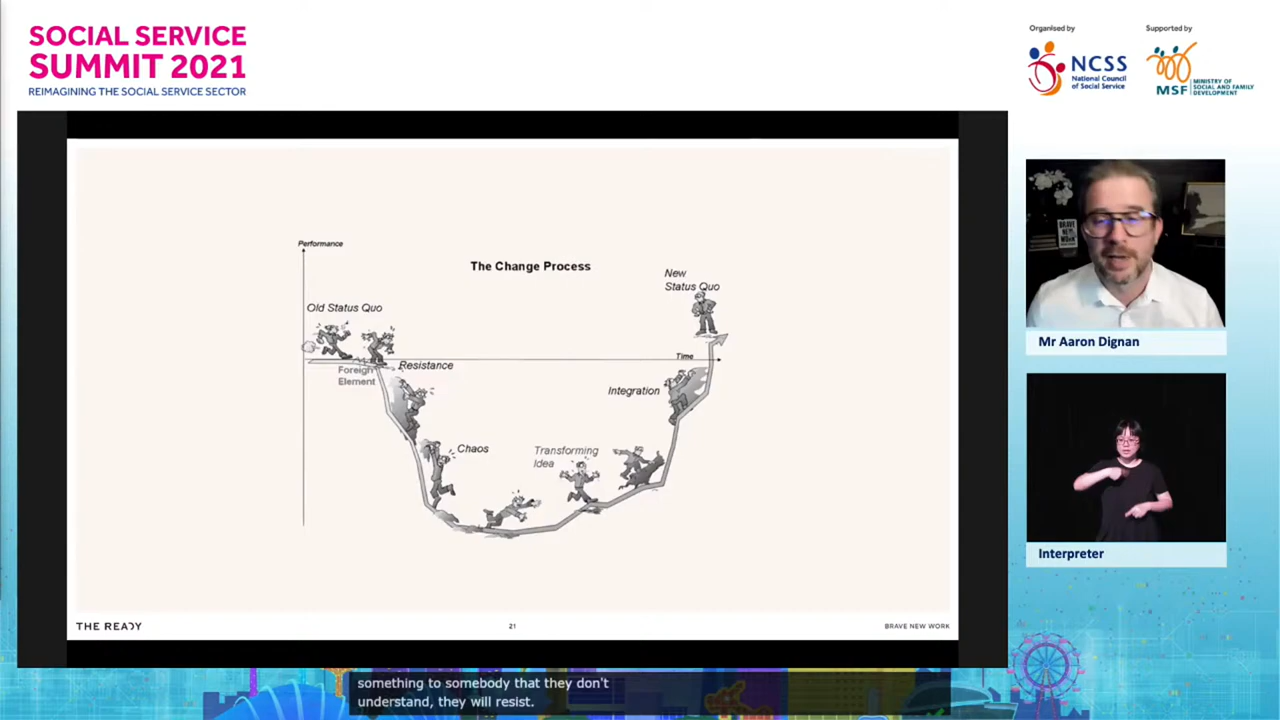 SOCIAL SERVICE
SUMMIT 2021
REIMAGINING THE SOCIAL SERVICE SECTOR
Organised by
NCSS
National Council
of Social Service
Supported by
MSF
MINISTRY OF
SOCIAL AND FAMILY
DEVELOPMENT
Performance
The Change Process
New
Status Quo
Old Status Quo
Time
Foreign
Element
Resistance
Integration
Chaos
Transforming
Idea
THE READY
21
BRAVE NEW WORK
BRAVE
NEW
WORK
Mr Aaron Dignan
Interpreter
something to somebody that they don't
understand, they will resist.